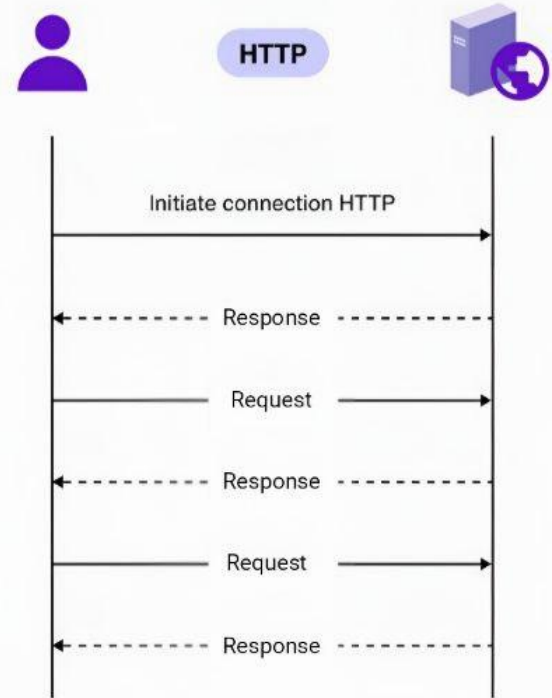 HTTP
Initiate connection HTTP
Response
Request
Response
Request
Response